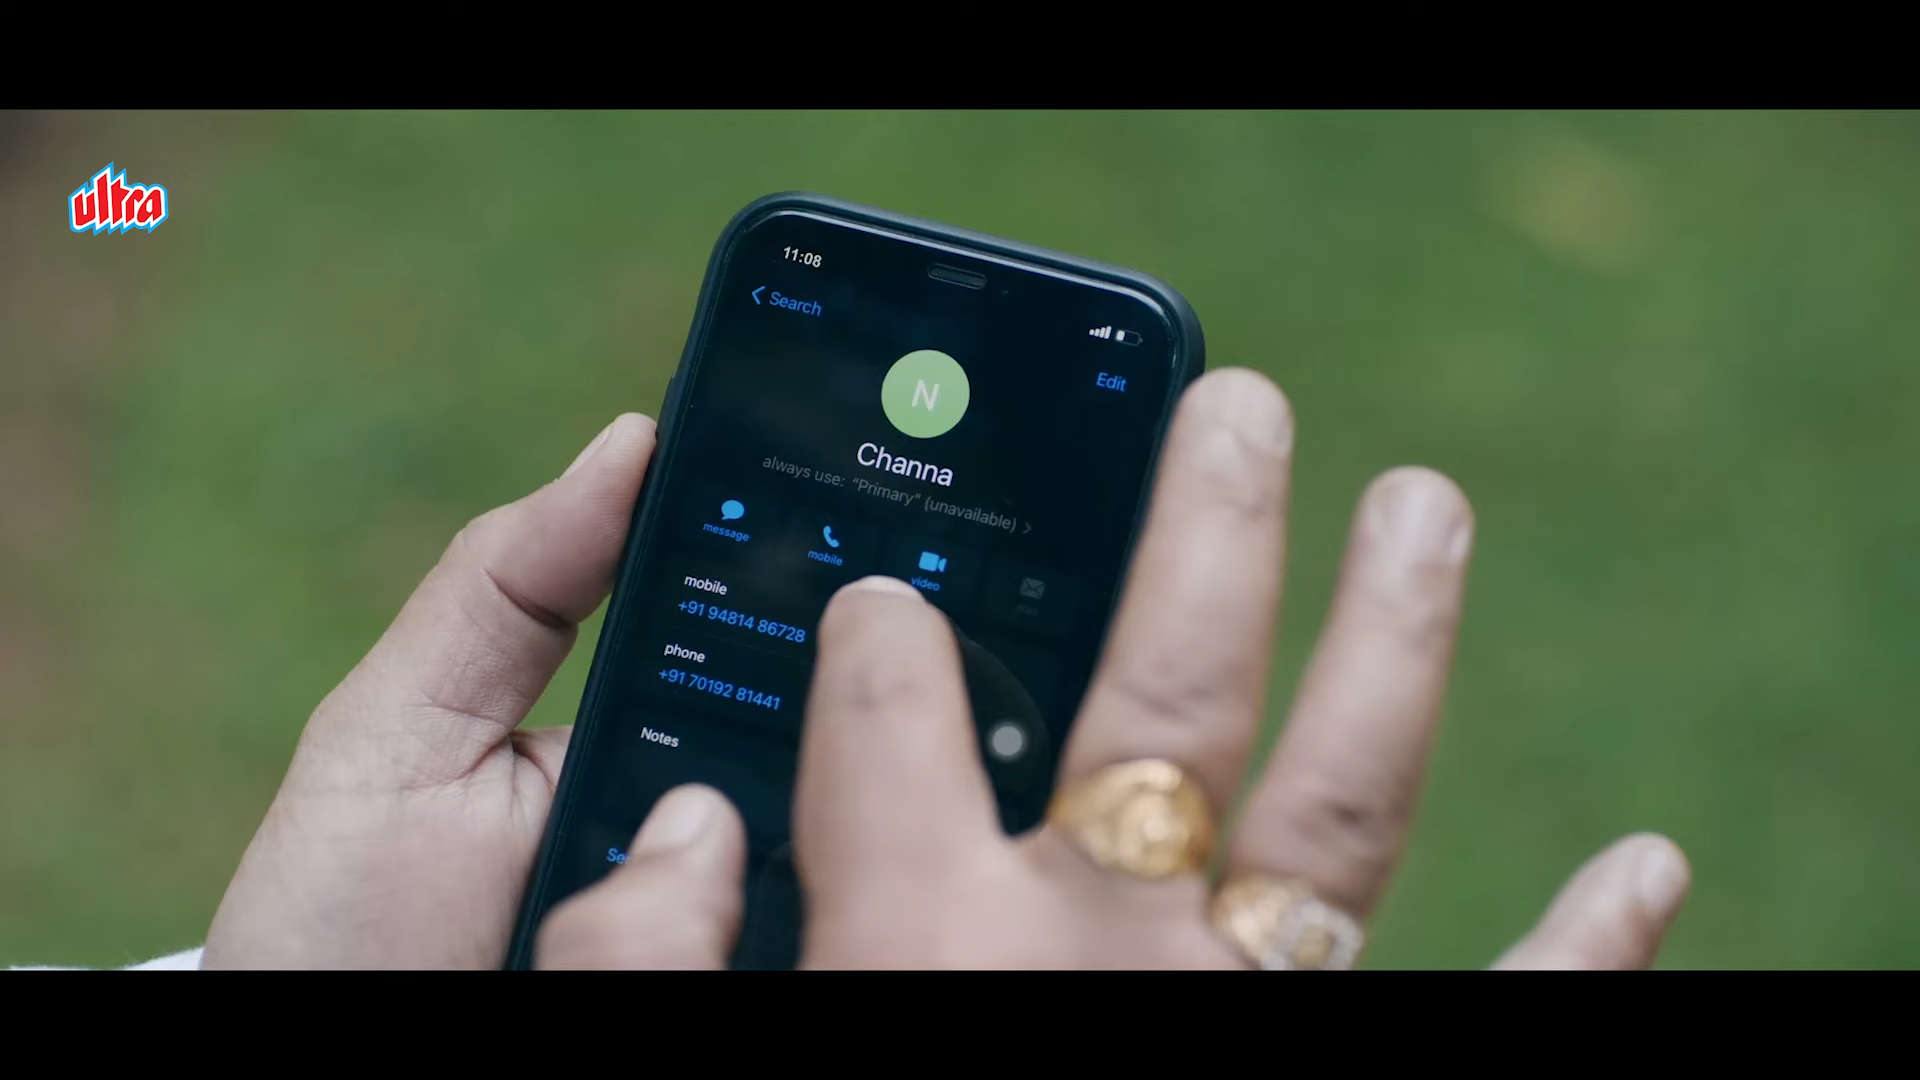 ultra
11:08
Search
Edit
N
Channa
always use: "Primary" (unavailable)
message
mobile
video
mobile
+91 94814 86728
phone
+91 70192 81441
Notes